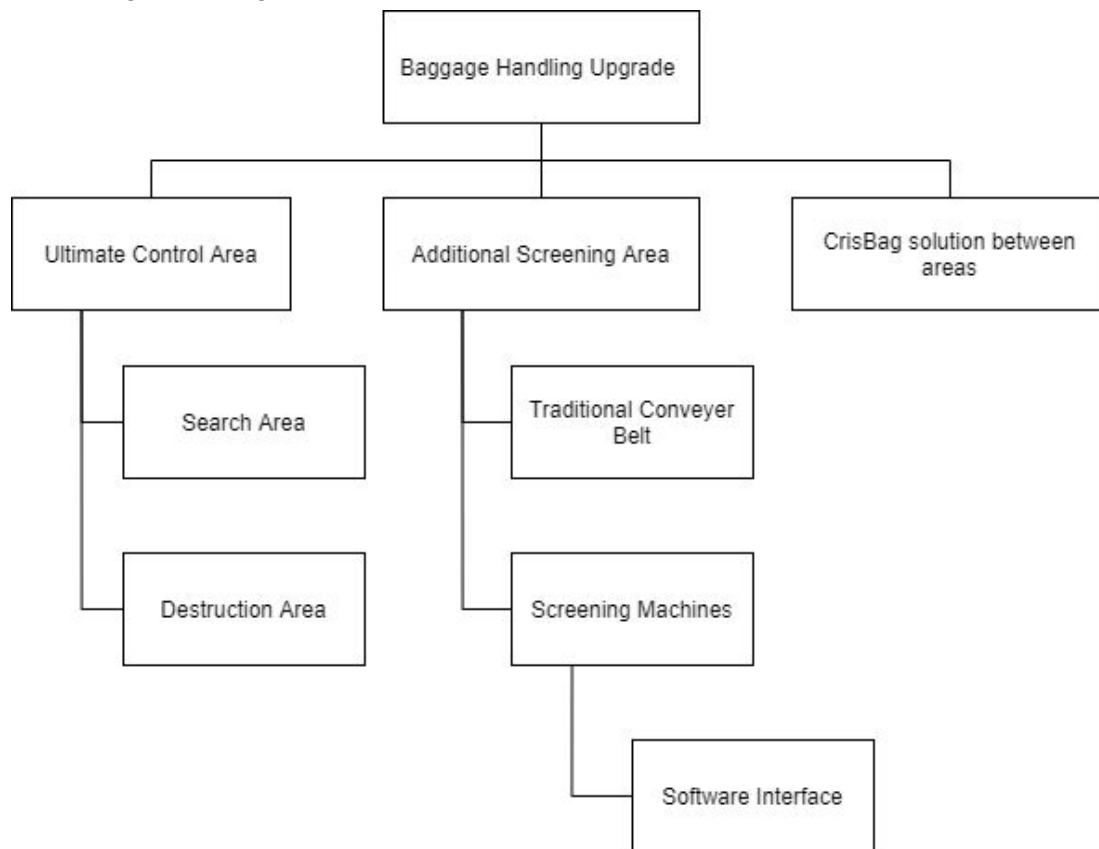 Baggage Handling Upgrade
Ultimate Control Area
Additional Screening Area
CrisBag solution between
areas
Search Area
Traditional Conveyer
Belt
Destruction Area
Screening Machines
Software Interface